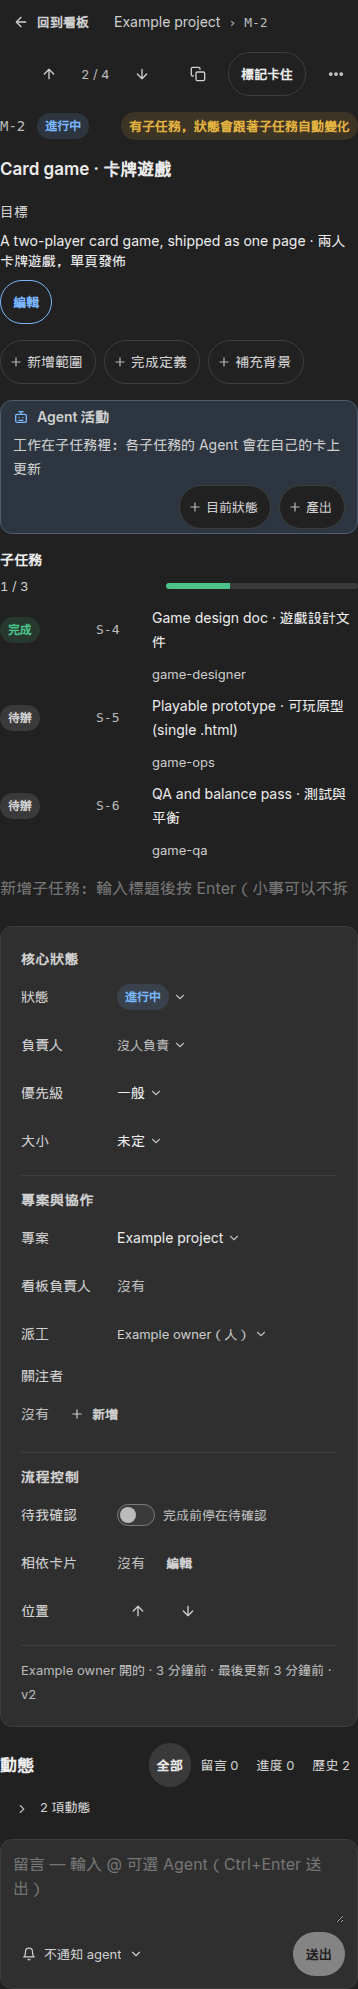 回到看板 Example project › M-2
2 / 4 標記卡住
M-2 進行中 有子任務，狀態會跟著子任務自動變化
Card game · 卡牌遊戲
目標
A two-player card game, shipped as one page · 兩人
卡牌遊戲，單頁發佈
編輯
新增範圍 完成定義 補充背景
Agent 活動
工作在子任務裡：各子任務的 Agent 會在自己的卡上
更新
目前狀態 產出
子任務
1 / 3
完成 S-4 Game design doc · 遊戲設計文
件
game-designer
待辦 S-5 Playable prototype · 可玩原型
(single .html)
game-ops
待辦 S-6 QA and balance pass · 測試與
平衡
game-qa
新增子任務：輸入標題後按 Enter（小事可以不拆
核心狀態
狀態 進行中
負責人 沒人負責
優先級 一般
大小 未定
專案與協作
專案 Example project
看板負責人 沒有
派工 Example owner（人）
關注者
沒有 新增
流程控制
待我確認 完成前停在待確認
相依卡片 沒有 編輯
位置
Example owner 開的 · 3 分鐘前 · 最後更新 3 分鐘前 ·
v2
動態 全部 留言 0 進度 0 歷史 2
2 項動態
留言 — 輸入 @ 可選 Agent（Ctrl+Enter 送
出）
不通知 agent 送出